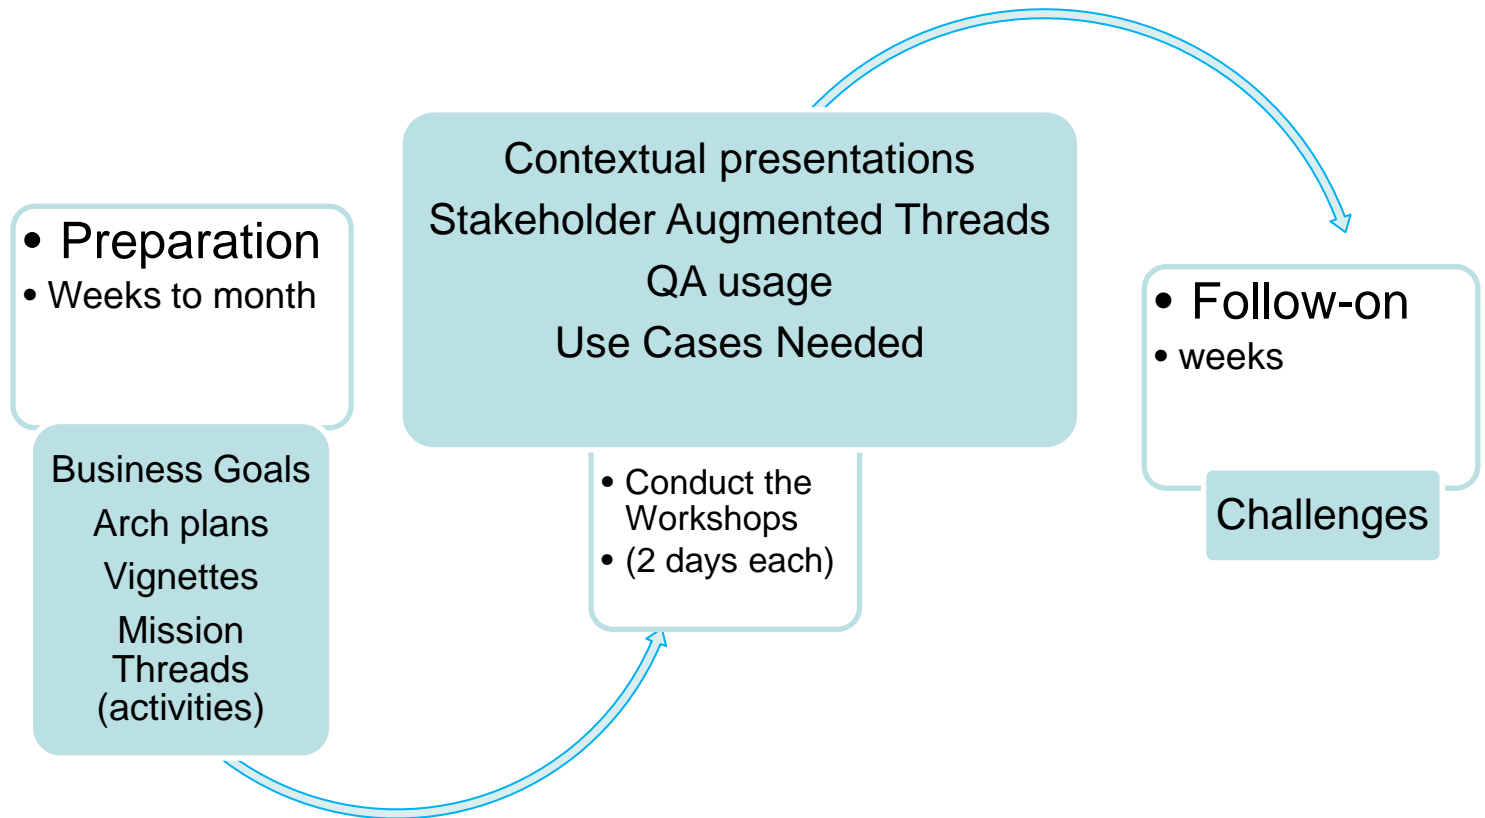 • Preparation
• Weeks to month
Business Goals
Arch plans
Vignettes
Mission
Threads
(activities)
Contextual presentations
Stakeholder Augmented Threads
QA usage
Use Cases Needed
• Conduct the
Workshops
• (2 days each)
• Follow-on
• weeks
Challenges